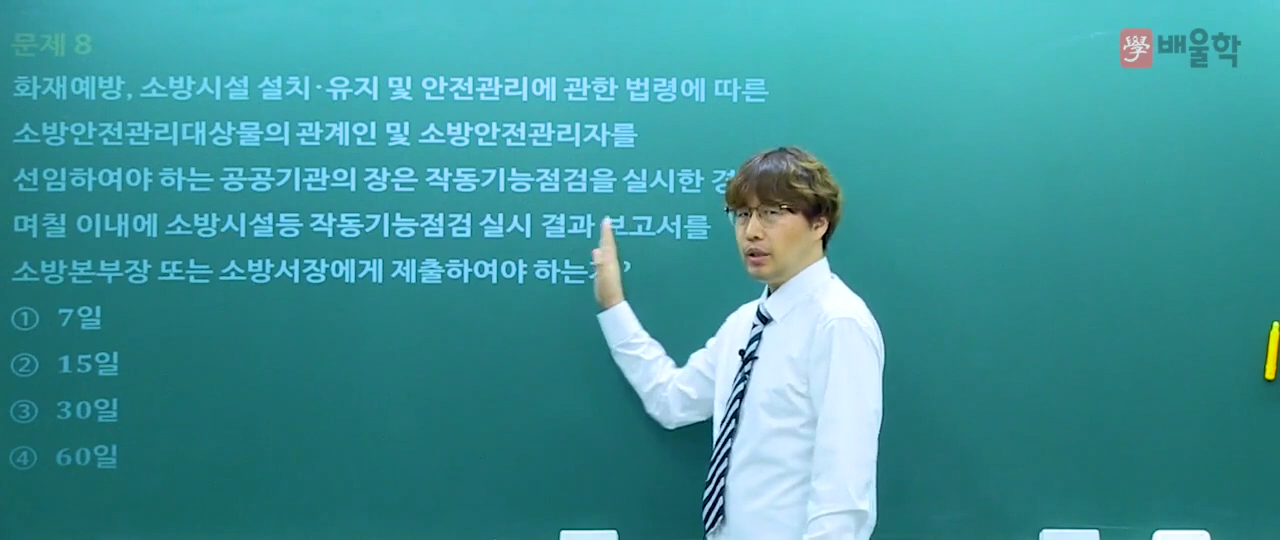 문제 8
화재예방, 소방시설 설치·유지 및 안전관리에 관한 법령에 따른
소방안전관리대상물의 관계인 및 소방안전관리자를
선임하여야 하는 공공기관의 장은 작동기능점검을 실시한
며칠 이내에 소방시설등 작동기능점검 실시 결과 보고서를
소방본부장 또는 소방서장에게 제출하여야
① 7일
② 15일
③ 30일
④ 60일
學 배울학